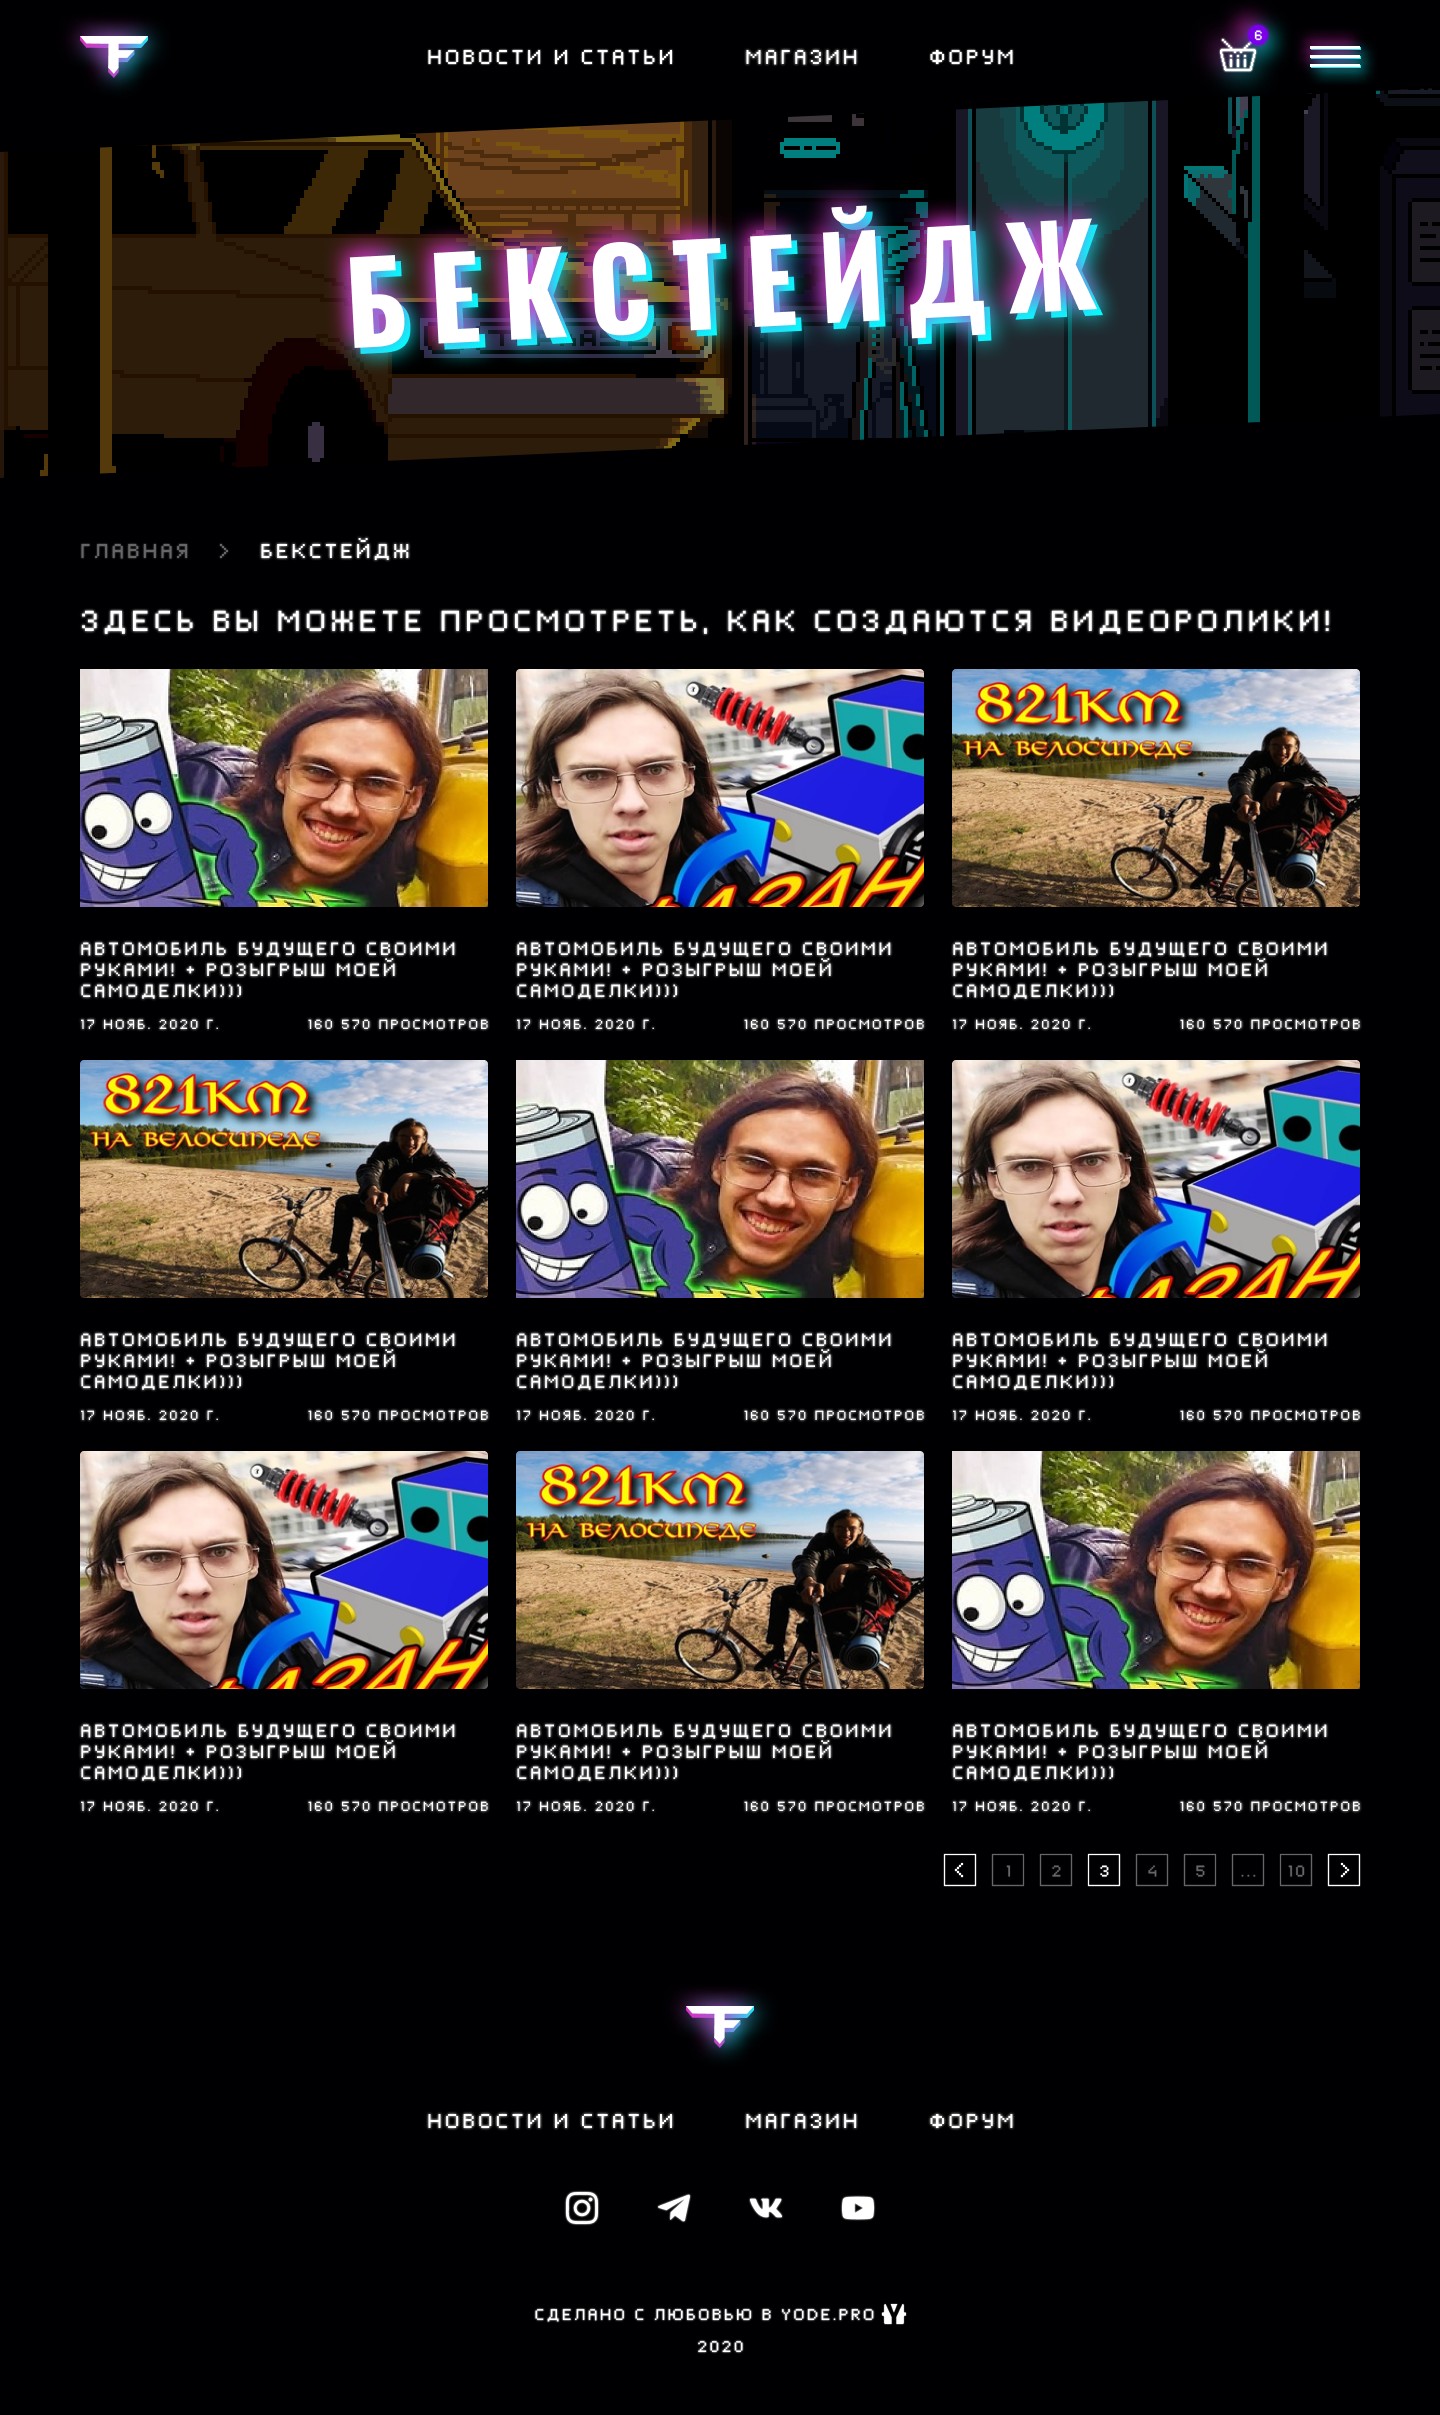 TF
НОВОСТИ И СТАТЬИ МАГАЗИН ФОРУМ 6
БЕКСТЕЙДЖ
ГЛАВНАЯ > БЕКСТЕЙДЖ
ЗДЕСЬ ВЫ МОЖЕТЕ ПРОСМОТРЕТЬ, КАК СОЗДАЮТСЯ ВИДЕОРОЛИКИ!
821КМ
НА ВЕЛОСИПЕДЕ
АВТОМОБИЛЬ БУДУЩЕГО СВОИМИ
РУКАМИ! + РОЗЫГРЫШ МОЕЙ
САМОДЕЛКИ)))
17 НОЯБ. 2020 Г. 160 570 ПРОСМОТРОВ
АВТОМОБИЛЬ БУДУЩЕГО СВОИМИ
РУКАМИ! + РОЗЫГРЫШ МОЕЙ
САМОДЕЛКИ)))
17 НОЯБ. 2020 Г. 160 570 ПРОСМОТРОВ
АВТОМОБИЛЬ БУДУЩЕГО СВОИМИ
РУКАМИ! + РОЗЫГРЫШ МОЕЙ
САМОДЕЛКИ)))
17 НОЯБ. 2020 Г. 160 570 ПРОСМОТРОВ
821КМ
НА ВЕЛОСИПЕДЕ
АВТОМОБИЛЬ БУДУЩЕГО СВОИМИ
РУКАМИ! + РОЗЫГРЫШ МОЕЙ
САМОДЕЛКИ)))
17 НОЯБ. 2020 Г. 160 570 ПРОСМОТРОВ
АВТОМОБИЛЬ БУДУЩЕГО СВОИМИ
РУКАМИ! + РОЗЫГРЫШ МОЕЙ
САМОДЕЛКИ)))
17 НОЯБ. 2020 Г. 160 570 ПРОСМОТРОВ
АВТОМОБИЛЬ БУДУЩЕГО СВОИМИ
РУКАМИ! + РОЗЫГРЫШ МОЕЙ
САМОДЕЛКИ)))
17 НОЯБ. 2020 Г. 160 570 ПРОСМОТРОВ
821КМ
НА ВЕЛОСИПЕДЕ
АВТОМОБИЛЬ БУДУЩЕГО СВОИМИ
РУКАМИ! + РОЗЫГРЫШ МОЕЙ
САМОДЕЛКИ)))
17 НОЯБ. 2020 Г. 160 570 ПРОСМОТРОВ
АВТОМОБИЛЬ БУДУЩЕГО СВОИМИ
РУКАМИ! + РОЗЫГРЫШ МОЕЙ
САМОДЕЛКИ)))
17 НОЯБ. 2020 Г. 160 570 ПРОСМОТРОВ
АВТОМОБИЛЬ БУДУЩЕГО СВОИМИ
РУКАМИ! + РОЗЫГРЫШ МОЕЙ
САМОДЕЛКИ)))
17 НОЯБ. 2020 Г. 160 570 ПРОСМОТРОВ
< 1 2 3 4 5 ... 10 >
TF
НОВОСТИ И СТАТЬИ МАГАЗИН ФОРУМ
СДЕЛАНО С ЛЮБОВЬЮ В YODE.PRO
2020